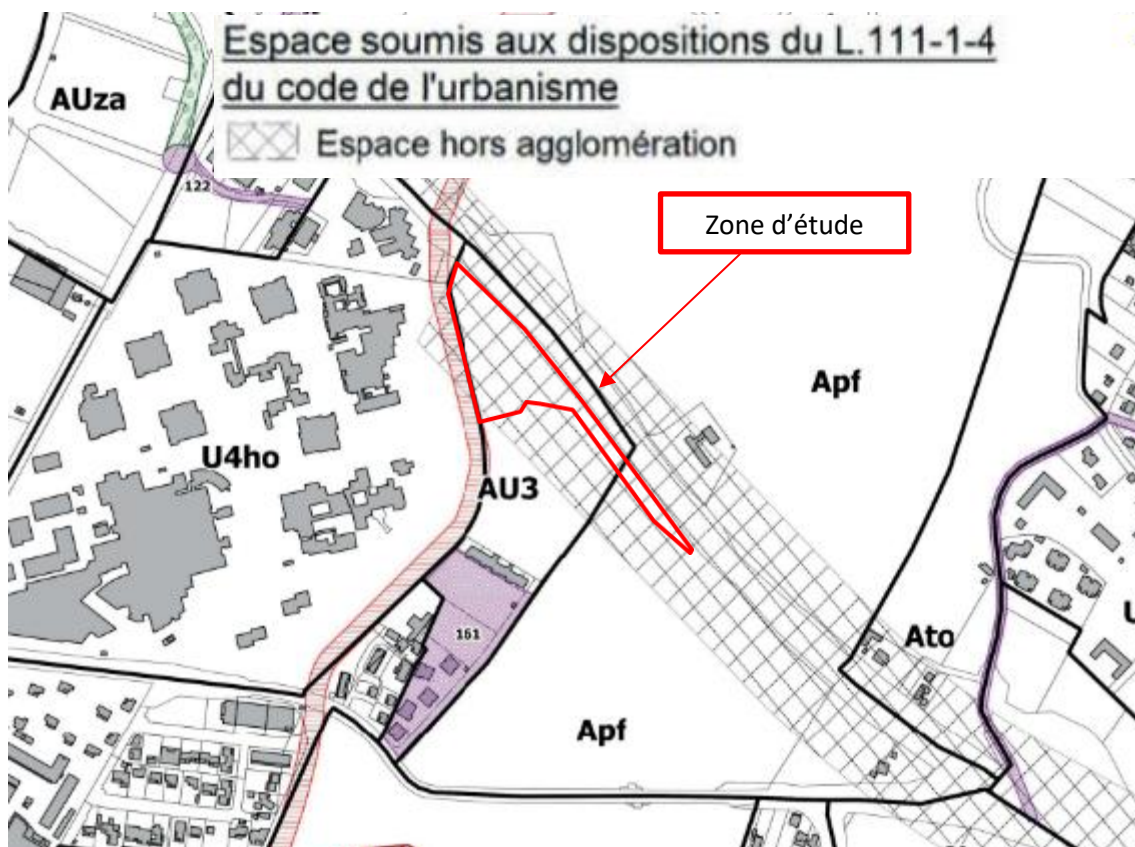 Espace soumis aux dispositions du L.111-1-4
du code de l'urbanisme
Espace hors agglomération
AUza
122
Zone d'étude
Apf
U4ho
AU3
161
Ato
U
Apf